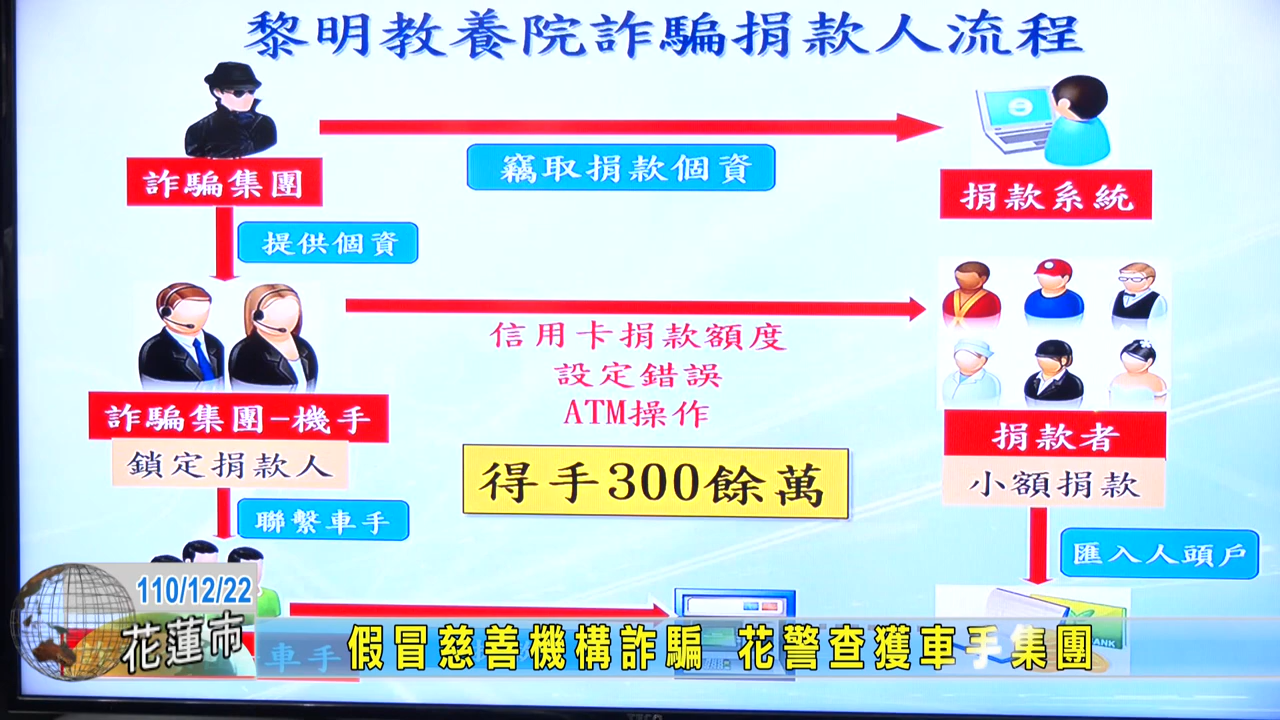 黎明教養院詐騙捐款人流程
竊取捐款個資
詐騙集團
捐款系統
提供個資
信用卡捐款額度
設定錯誤
ATM操作
詐騙集團-機手
鎖定捐款人
捐款者
小額捐款
得手300餘萬
聯繫車手
匯入人頭戶
BANK
110/12/22
花蓮市
車手
假冒慈善機構詐騙 花警查獲車手集團